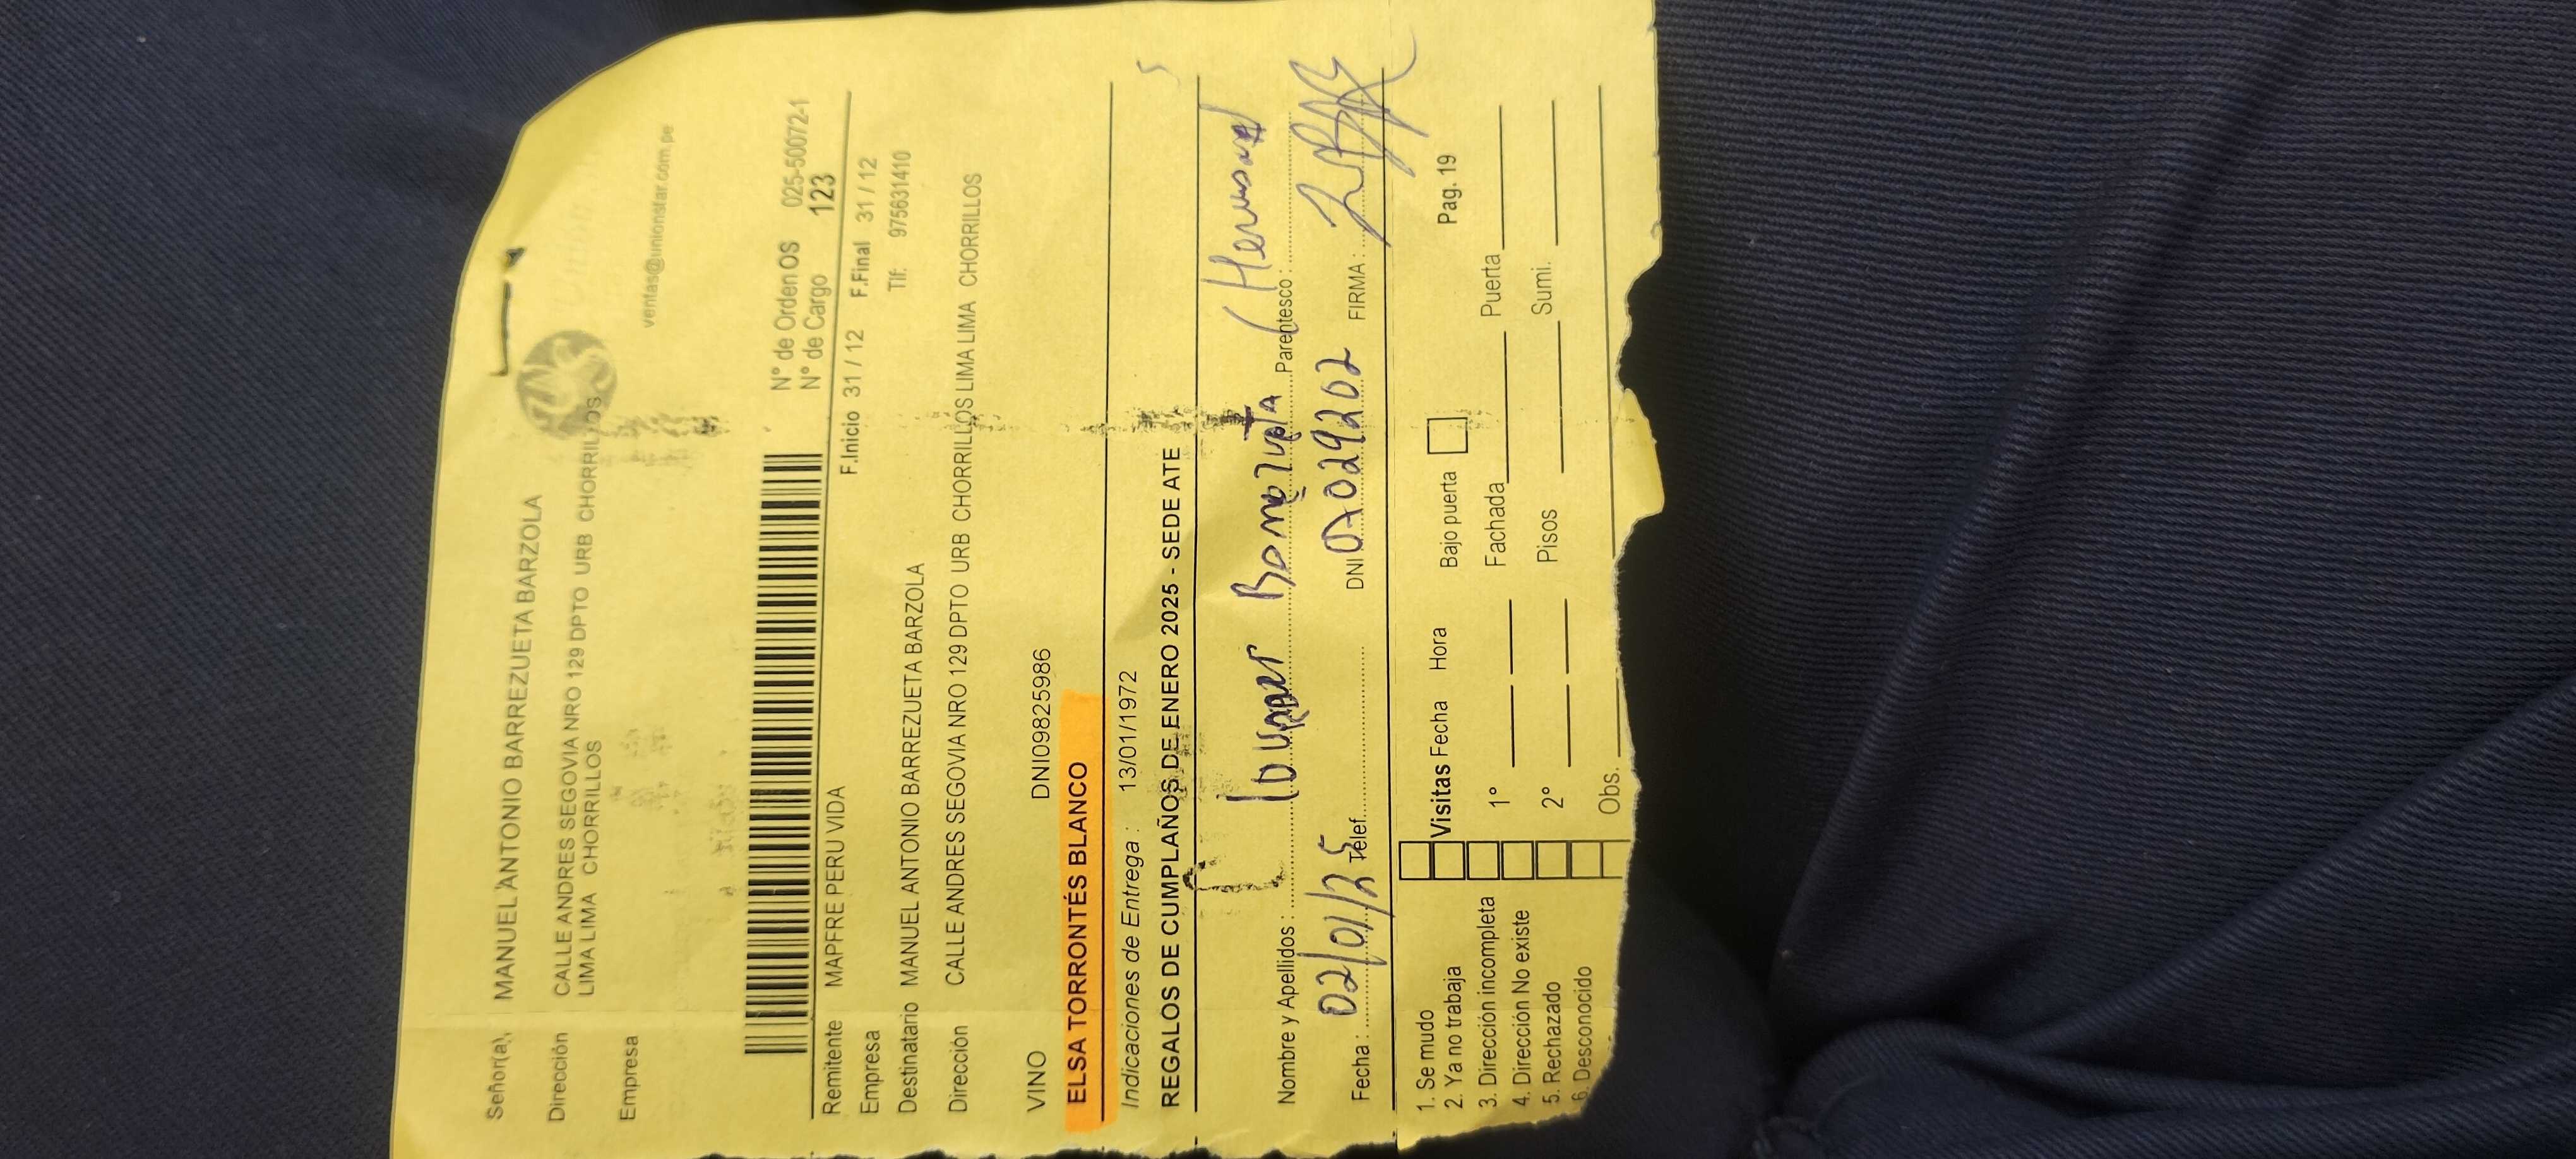 ventas@unionstar.com.pe
Señor(a), MANUEL ANTONIO BARREZUETA BARZOLA
Dirección CALLE ANDRES SEGOVIA NRO 129 DPTO URB CHORRILLOS
LIMA LIMA CHORRILLOS
Empresa
N° de Orden OS 025-50072-1
N° de Cargo 123
Remitente MAPFRE PERU VIDA F.Inicio 31 / 12 F.Final 31 / 12
Empresa Tlf: 975631410
Destinatario MANUEL ANTONIO BARREZUETA BARZOLA
Dirección CALLE ANDRES SEGOVIA NRO 129 DPTO URB CHORRILLOS LIMA LIMA CHORRILLOS
VINO DNI09825986
ELSA TORRONTÉS BLANCO
Indicaciones de Entrega : 13/01/1972
REGALOS DE CUMPLAÑOS DE ENERO 2025 - SEDE ATE
Nombre y Apellidos : Parentesco :
Fecha : 02/01/25 Telef. DNI 07029202 FIRMA :
1. Se mudo
2. Ya no trabaja Visitas Fecha Hora Bajo puerta Pag. 19
3. Dirección incompleta 1° Fachada Puerta
4. Dirección No existe
5. Rechazado 2° Pisos Sumi.
6. Desconocido
Obs.